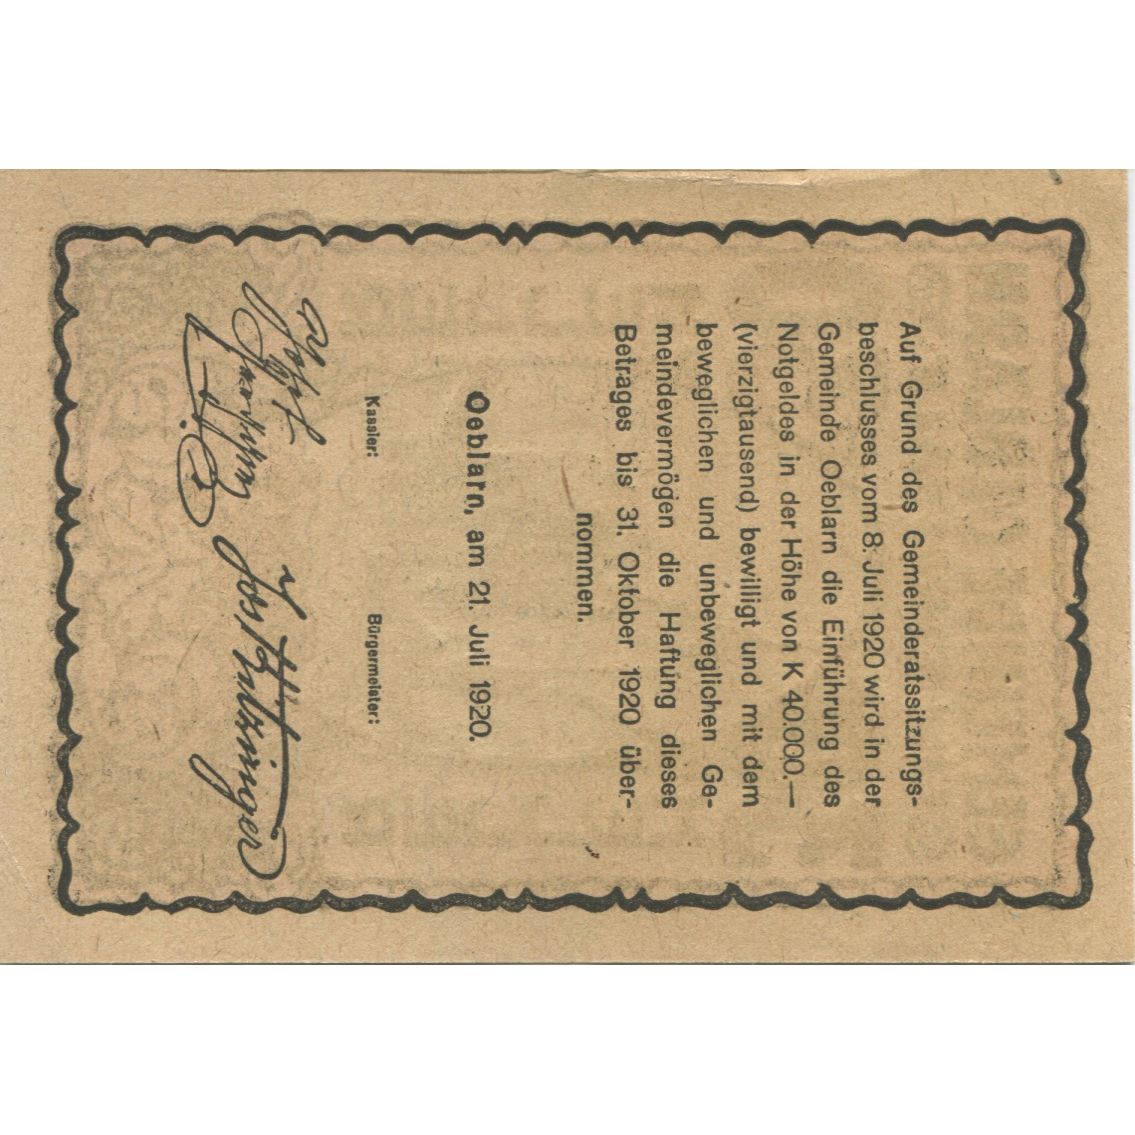 Auf Grund des Gemeinderatssitzungs-
beschlusses vom 8. Juli 1920 wird in der
Gemeinde Oeblarn die Einführung des
Notgeldes in der Höhe von K 40.000.—
(vierzigtausend) bewilligt und mit dem
beweglichen und unbeweglichen Ge-
meindevermögen die Haftung dieses
Betrages bis 31. Oktober 1920 über-
nommen.
Oeblarn, am 21. Juli 1920.
Kassier: Bürgermeister: